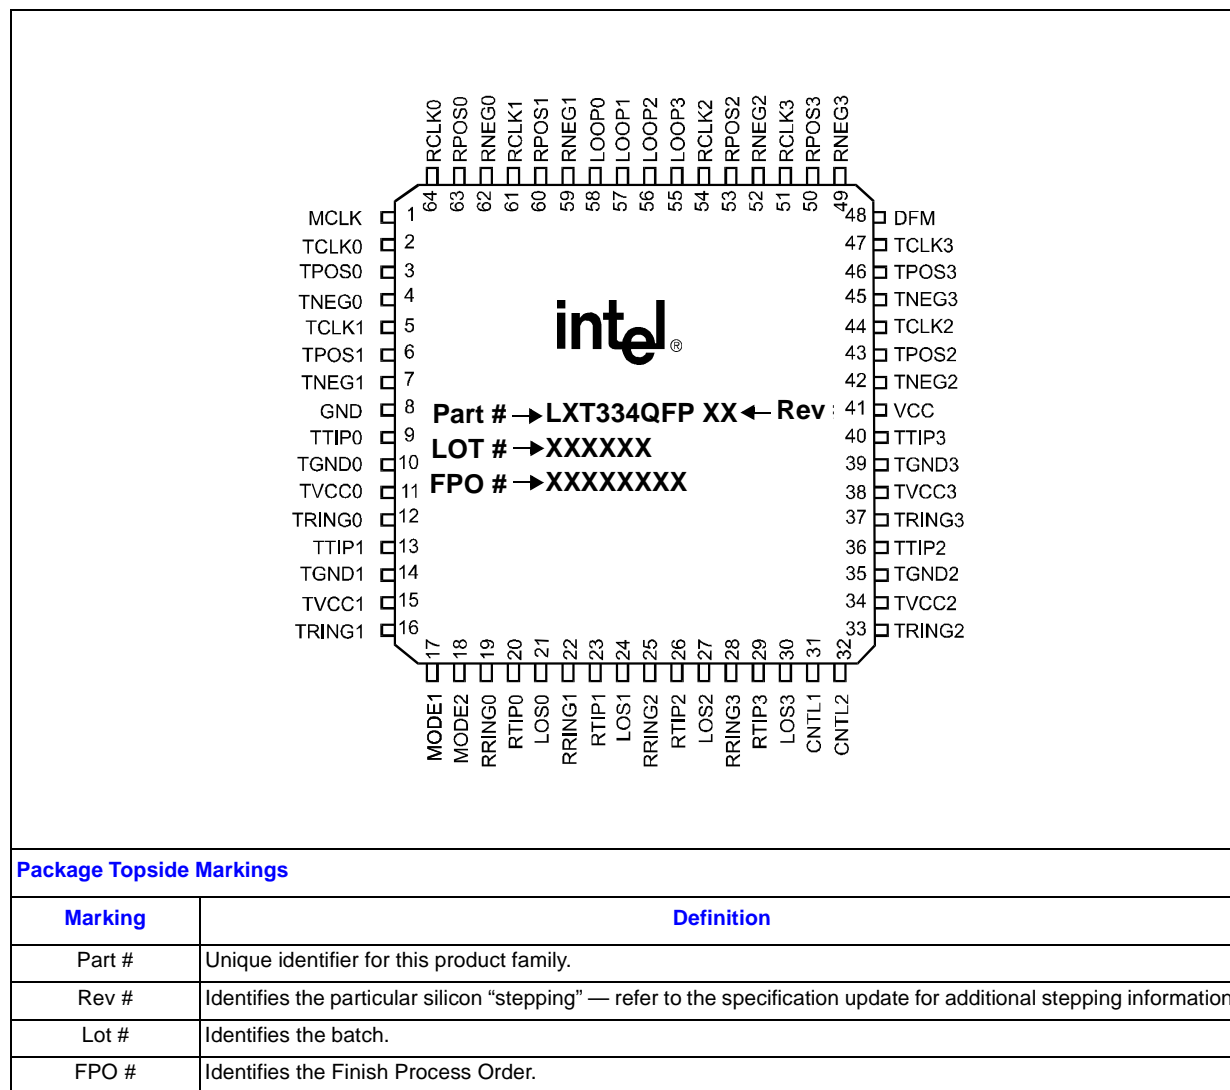 RCLK0
RPOS0
RNEG0
RCLK1
RPOS1
RNEG1
LOOP0
LOOP1
LOOP2
LOOP3
RCLK2
RPOS2
RNEG2
RCLK3
RPOS3
RNEG3
64 63 62 61 60 59 58 57 56 55 54 53 52 51 50 49
MCLK 1
TCLK0 2
TPOS0 3
TNEG0 4
TCLK1 5
TPOS1 6
TNEG1 7
GND 8
TTIP0 9
TGND0 10
TVCC0 11
TRING0 12
TTIP1 13
TGND1 14
TVCC1 15
TRING1 16
intel®
Part # LXT334QFP XX Rev
LOT # XXXXXX
FPO # XXXXXXXX
48 DFM
47 TCLK3
46 TPOS3
45 TNEG3
44 TCLK2
43 TPOS2
42 TNEG2
41 VCC
40 TTIP3
39 TGND3
38 TVCC3
37 TRING3
36 TTIP2
35 TGND2
34 TVCC2
33 TRING2
17 18 19 20 21 22 23 24 25 26 27 28 29 30 31 32
MODE1
MODE2
RRING0
RTIP0
LOS0
RRING1
RTIP1
LOS1
RRING2
RTIP2
LOS2
RRING3
RTIP3
LOS3
CNTL1
CNTL2
Package Topside Markings
Marking Definition
Part # Unique identifier for this product family.
Rev # Identifies the particular silicon “stepping” — refer to the specification update for additional stepping information
Lot # Identifies the batch.
FPO # Identifies the Finish Process Order.